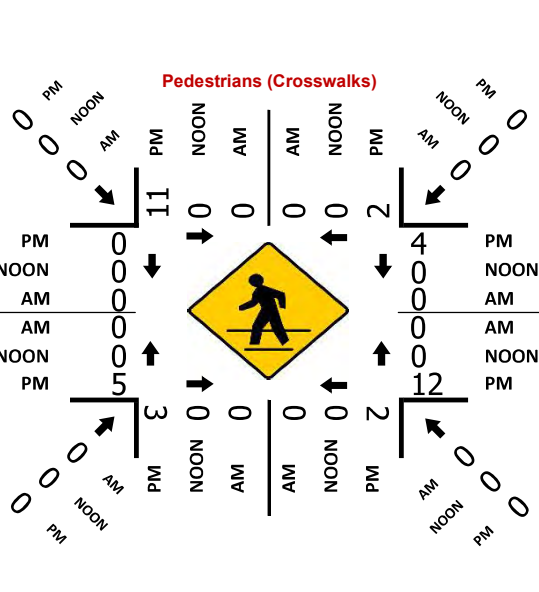 Pedestrians (Crosswalks)
PM NOON AM
0 0 0
PM NOON AM
11 0 0
AM NOON PM
0 0 2
AM NOON PM
0 0 0
PM 0
NOON 0
AM 0
AM 0
NOON 0
PM 5
4 PM
0 NOON
0 AM
0 AM
0 NOON
12 PM
3 0 0
PM NOON AM
0 0 2
AM NOON PM
0 0 0
AM NOON PM
0 0 0
AM NOON PM